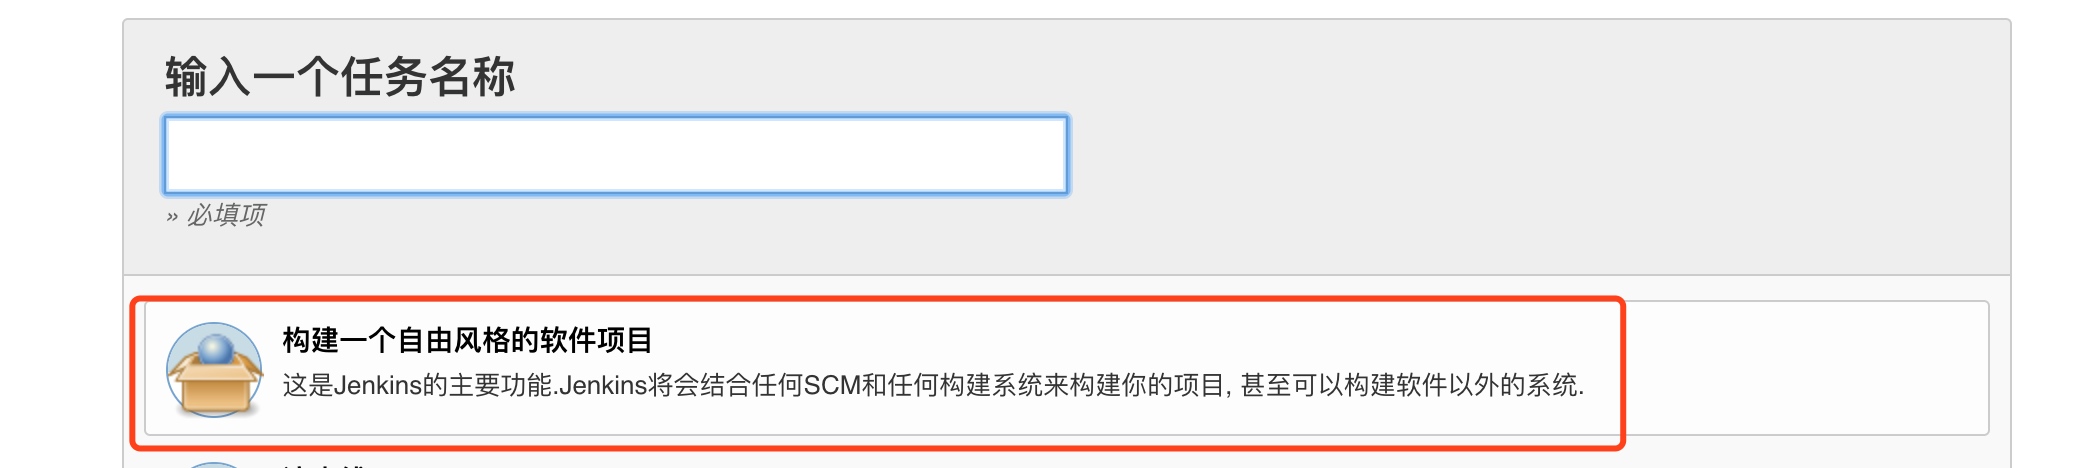 输入一个任务名称
» 必填项
构建一个自由风格的软件项目
这是Jenkins的主要功能.Jenkins将会结合任何SCM和任何构建系统来构建你的项目, 甚至可以构建软件以外的系统.